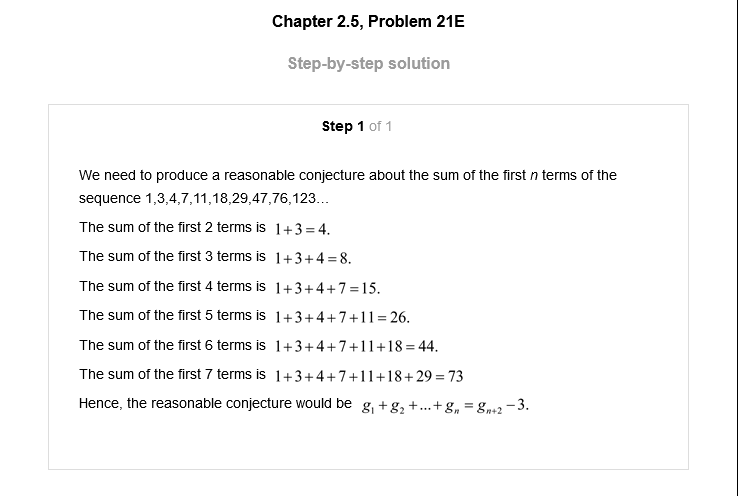 Chapter 2.5, Problem 21E
Step-by-step solution
Step 1 of 1
We need to produce a reasonable conjecture about the sum of the first n terms of the
sequence 1,3,4,7,11,18,29,47,76,123...
The sum of the first 2 terms is 1+3=4.
The sum of the first 3 terms is 1+3+4=8.
The sum of the first 4 terms is 1+3+4+7=15.
The sum of the first 5 terms is 1+3+4+7+11=26.
The sum of the first 6 terms is 1+3+4+7+11+18=44.
The sum of the first 7 terms is 1+3+4+7+11+18+29=73
Hence, the reasonable conjecture would be g₁+g₂+...+gₙ=gₙ₊₂−3.